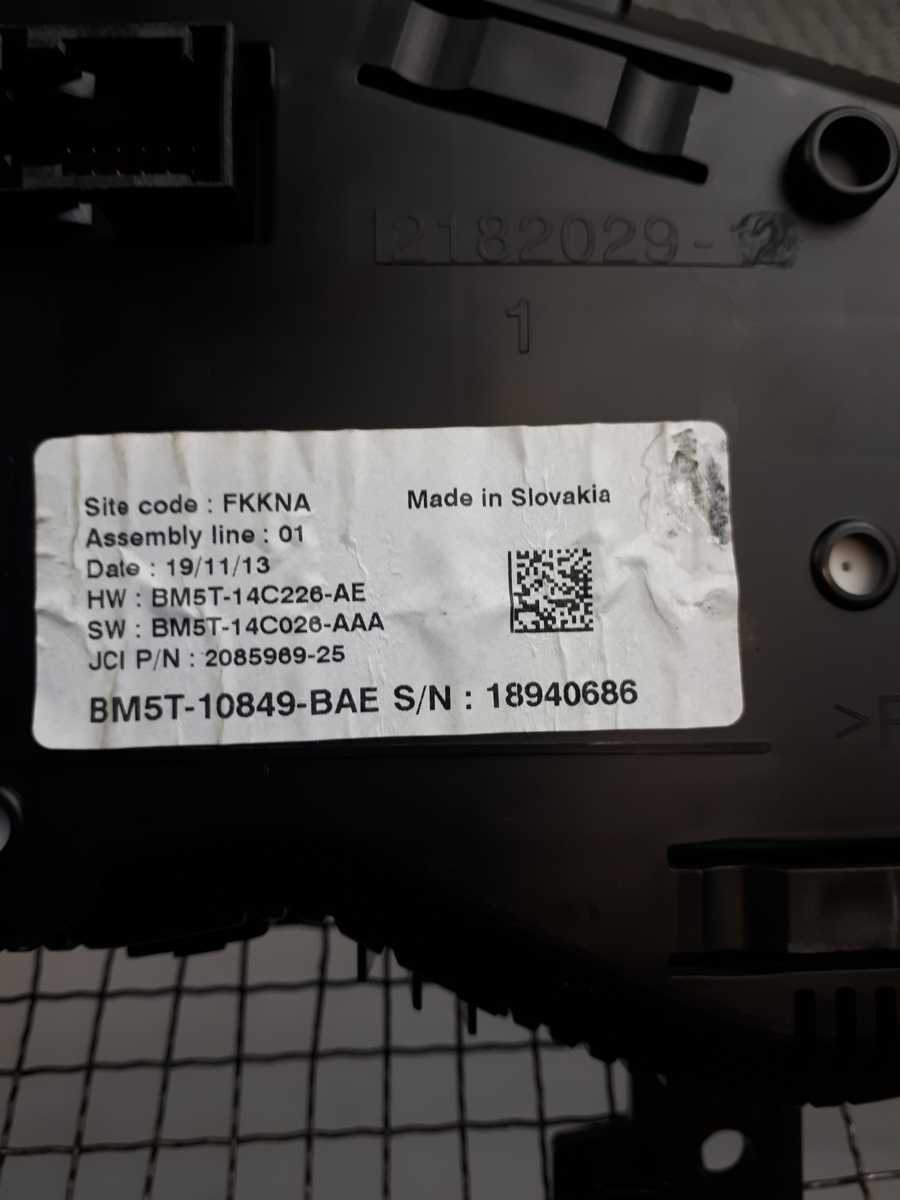 2182029-
1
Site code : FKKNA
Made in Slovakia
Assembly line : 01
Date : 19/11/13
HW : BM5T-14C226-AE
SW : BM5T-14C026-AAA
JCI P/N : 2085969-25
BM5T-10849-BAE S/N : 18940686
>P